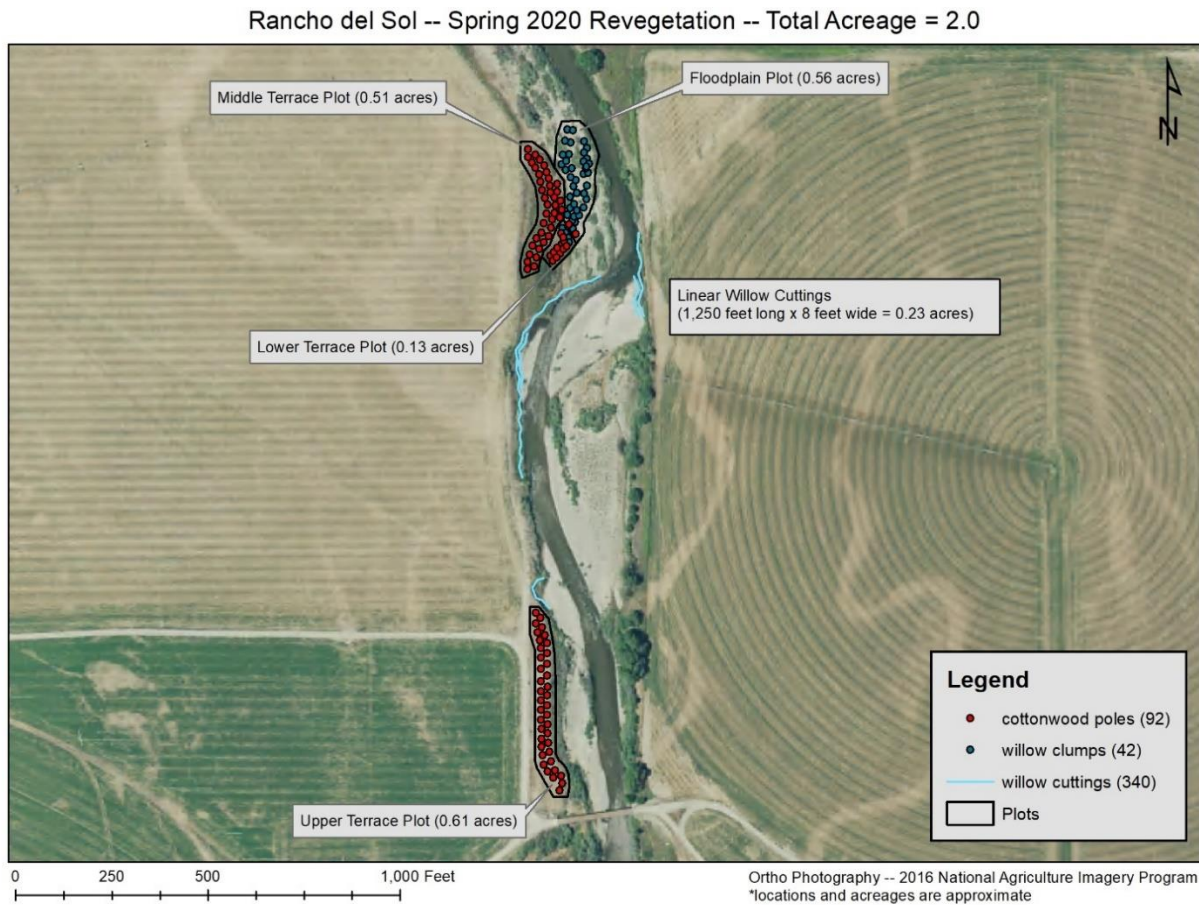 Rancho del Sol -- Spring 2020 Revegetation -- Total Acreage = 2.0
Floodplain Plot (0.56 acres)
Middle Terrace Plot (0.51 acres)
N
Linear Willow Cuttings
(1,250 feet long x 8 feet wide = 0.23 acres)
Lower Terrace Plot (0.13 acres)
Legend
cottonwood poles (92)
willow clumps (42)
willow cuttings (340)
Plots
Upper Terrace Plot (0.61 acres)
0 250 500 1,000 Feet
Ortho Photography -- 2016 National Agriculture Imagery Program
*locations and acreages are approximate